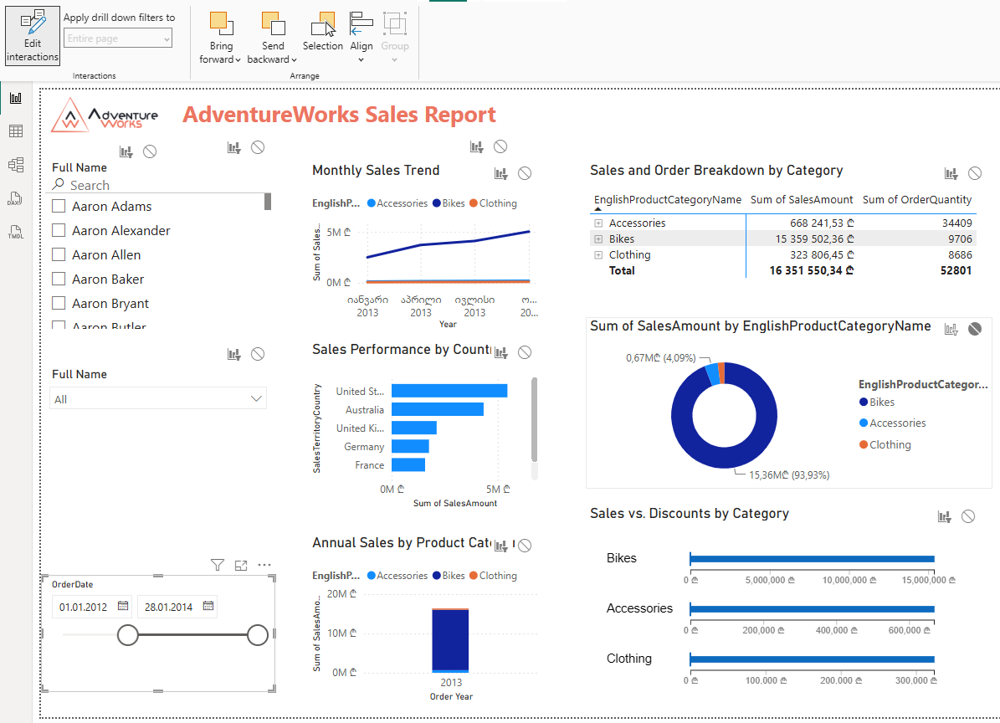 Edit
interactions
Apply drill down filters to
Entire page
Interactions
Bring
forward
Send
backward
Selection
Align
Group
Arrange
DAX
TMDL
Adventure
Works
AdventureWorks Sales Report
Full Name
Search
Aaron Adams
Aaron Alexander
Aaron Allen
Aaron Baker
Aaron Bryant
Aaron Butler
Full Name
All
OrderDate
01.01.2012
28.01.2014
Monthly Sales Trend
EnglishP... Accessories Bikes Clothing
Sum of Sales...
5M ₾
0M ₾
იანვარი აპრილი ივლისი ო...
2013 2013 2013 20...
Year
Sales Performance by Countr
SalesTerritoryCountry
United St...
Australia
United Ki...
Germany
France
0M ₾ 5M ₾
Sum of SalesAmount
Annual Sales by Product Cate
EnglishP... Accessories Bikes Clothing
Sum of SalesAmo...
20M ₾
10M ₾
0M ₾
2013
Order Year
Sales and Order Breakdown by Category
EnglishProductCategoryName Sum of SalesAmount Sum of OrderQuantity
Accessories 668 241,53 ₾ 34409
Bikes 15 359 502,36 ₾ 9706
Clothing 323 806,45 ₾ 8686
Total 16 351 550,34 ₾ 52801
Sum of SalesAmount by EnglishProductCategoryName
0,67M₾ (4,09%)
15,36M₾ (93,93%)
EnglishProductCategor...
Bikes
Accessories
Clothing
Sales vs. Discounts by Category
Bikes
0 ₾ 5,000,000 ₾ 10,000,000 ₾ 15,000,000 ₾
Accessories
0 ₾ 200,000 ₾ 400,000 ₾ 600,000 ₾
Clothing
0 ₾ 100,000 ₾ 200,000 ₾ 300,000 ₾